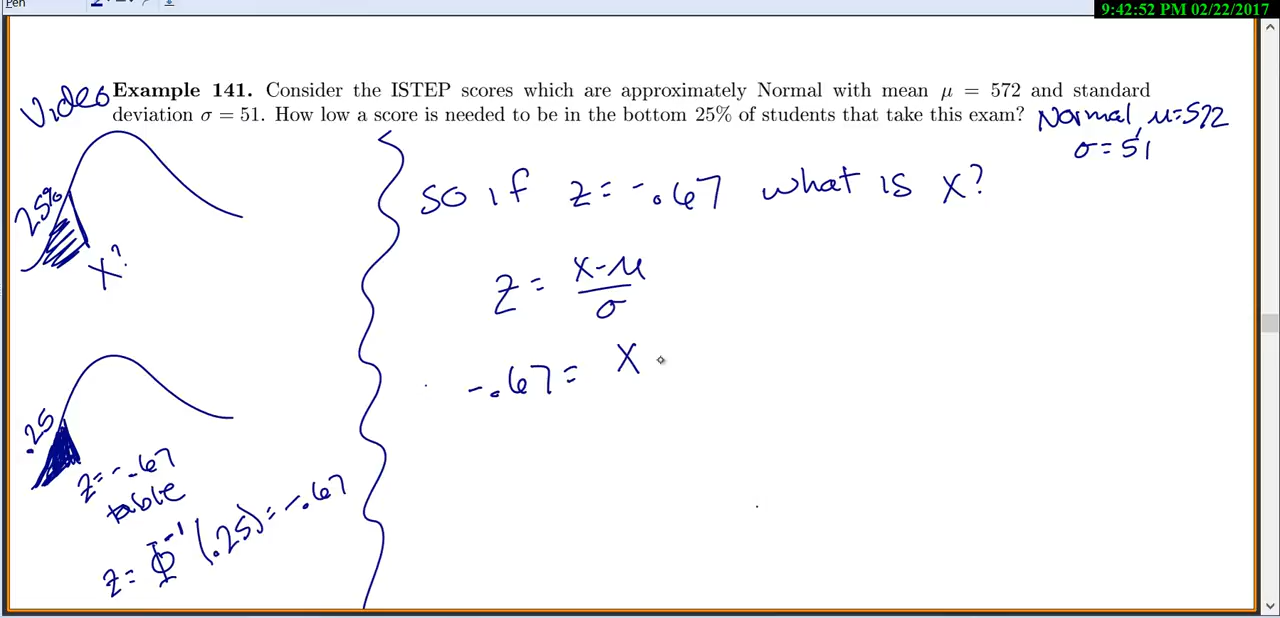 Pen
9:42:52 PM 02/22/2017
Video
Example 141. Consider the ISTEP scores which are approximately Normal with mean μ = 572 and standard
deviation σ = 51. How low a score is needed to be in the bottom 25% of students that take this exam?
Normal, μ=572
σ=51
25%
X?
so if z = -.67 what is x?
z = (x-μ)/σ
-.67 = X
.25
z=-.67
table
z = Φ⁻¹(.25) = -.67